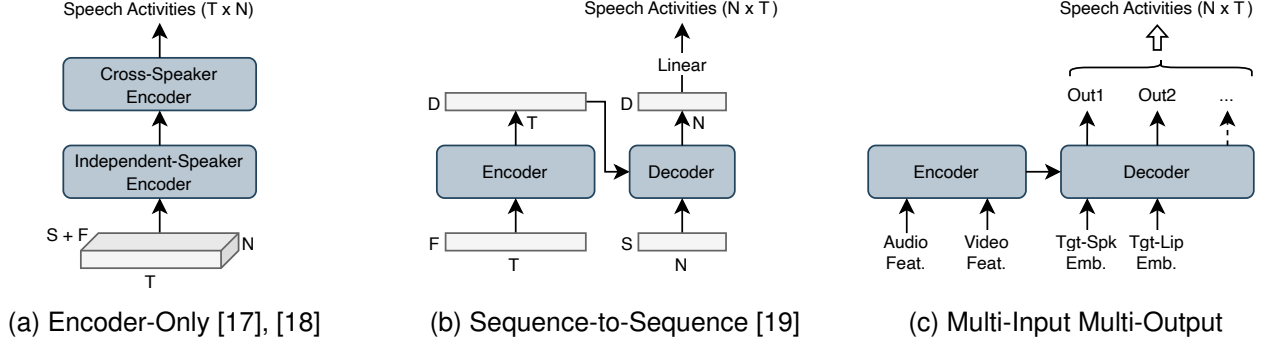 Speech Activities (T x N)
Cross-Speaker
Encoder
Independent-Speaker
Encoder
S + F
N
T
(a) Encoder-Only [17], [18]
Speech Activities (N x T)
Linear
D
T
D
N
Encoder
Decoder
F
T
S
N
(b) Sequence-to-Sequence [19]
Speech Activities (N x T)
Out1
Out2
...
Encoder
Decoder
Audio
Feat.
Video
Feat.
Tgt-Spk
Emb.
Tgt-Lip
Emb.
(c) Multi-Input Multi-Output